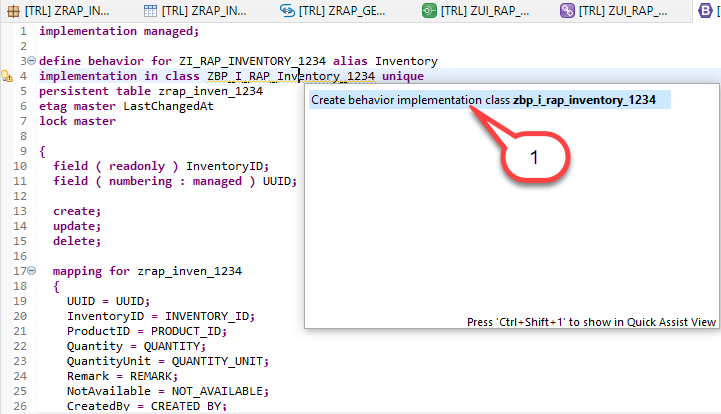 [TRL] ZRAP_IN... [TRL] ZRAP_IN... [TRL] ZRAP_GE... [TRL] ZUI_RAP_... [TRL] ZUI_RAP_... [T
1 implementation managed;
2
3 define behavior for ZI_RAP_INVENTORY_1234 alias Inventory
4 implementation in class ZBP_I_RAP_Inventory_1234 unique
5 persistent table zrap_inven_1234
6 etag master LastChangedAt
7 lock master
8
9 {
10 field ( readonly ) InventoryID;
11 field ( numbering : managed ) UUID;
12
13 create;
14 update;
15 delete;
16
17 mapping for zrap_inven_1234
18 {
19 UUID = UUID;
20 InventoryID = INVENTORY_ID;
21 ProductID = PRODUCT_ID;
22 Quantity = QUANTITY;
23 QuantityUnit = QUANTITY_UNIT;
24 Remark = REMARK;
25 NotAvailable = NOT_AVAILABLE;
26 CreatedBy = CREATED_BY;
Create behavior implementation class zbp_i_rap_inventory_1234
1
Press 'Ctrl+Shift+1' to show in Quick Assist View